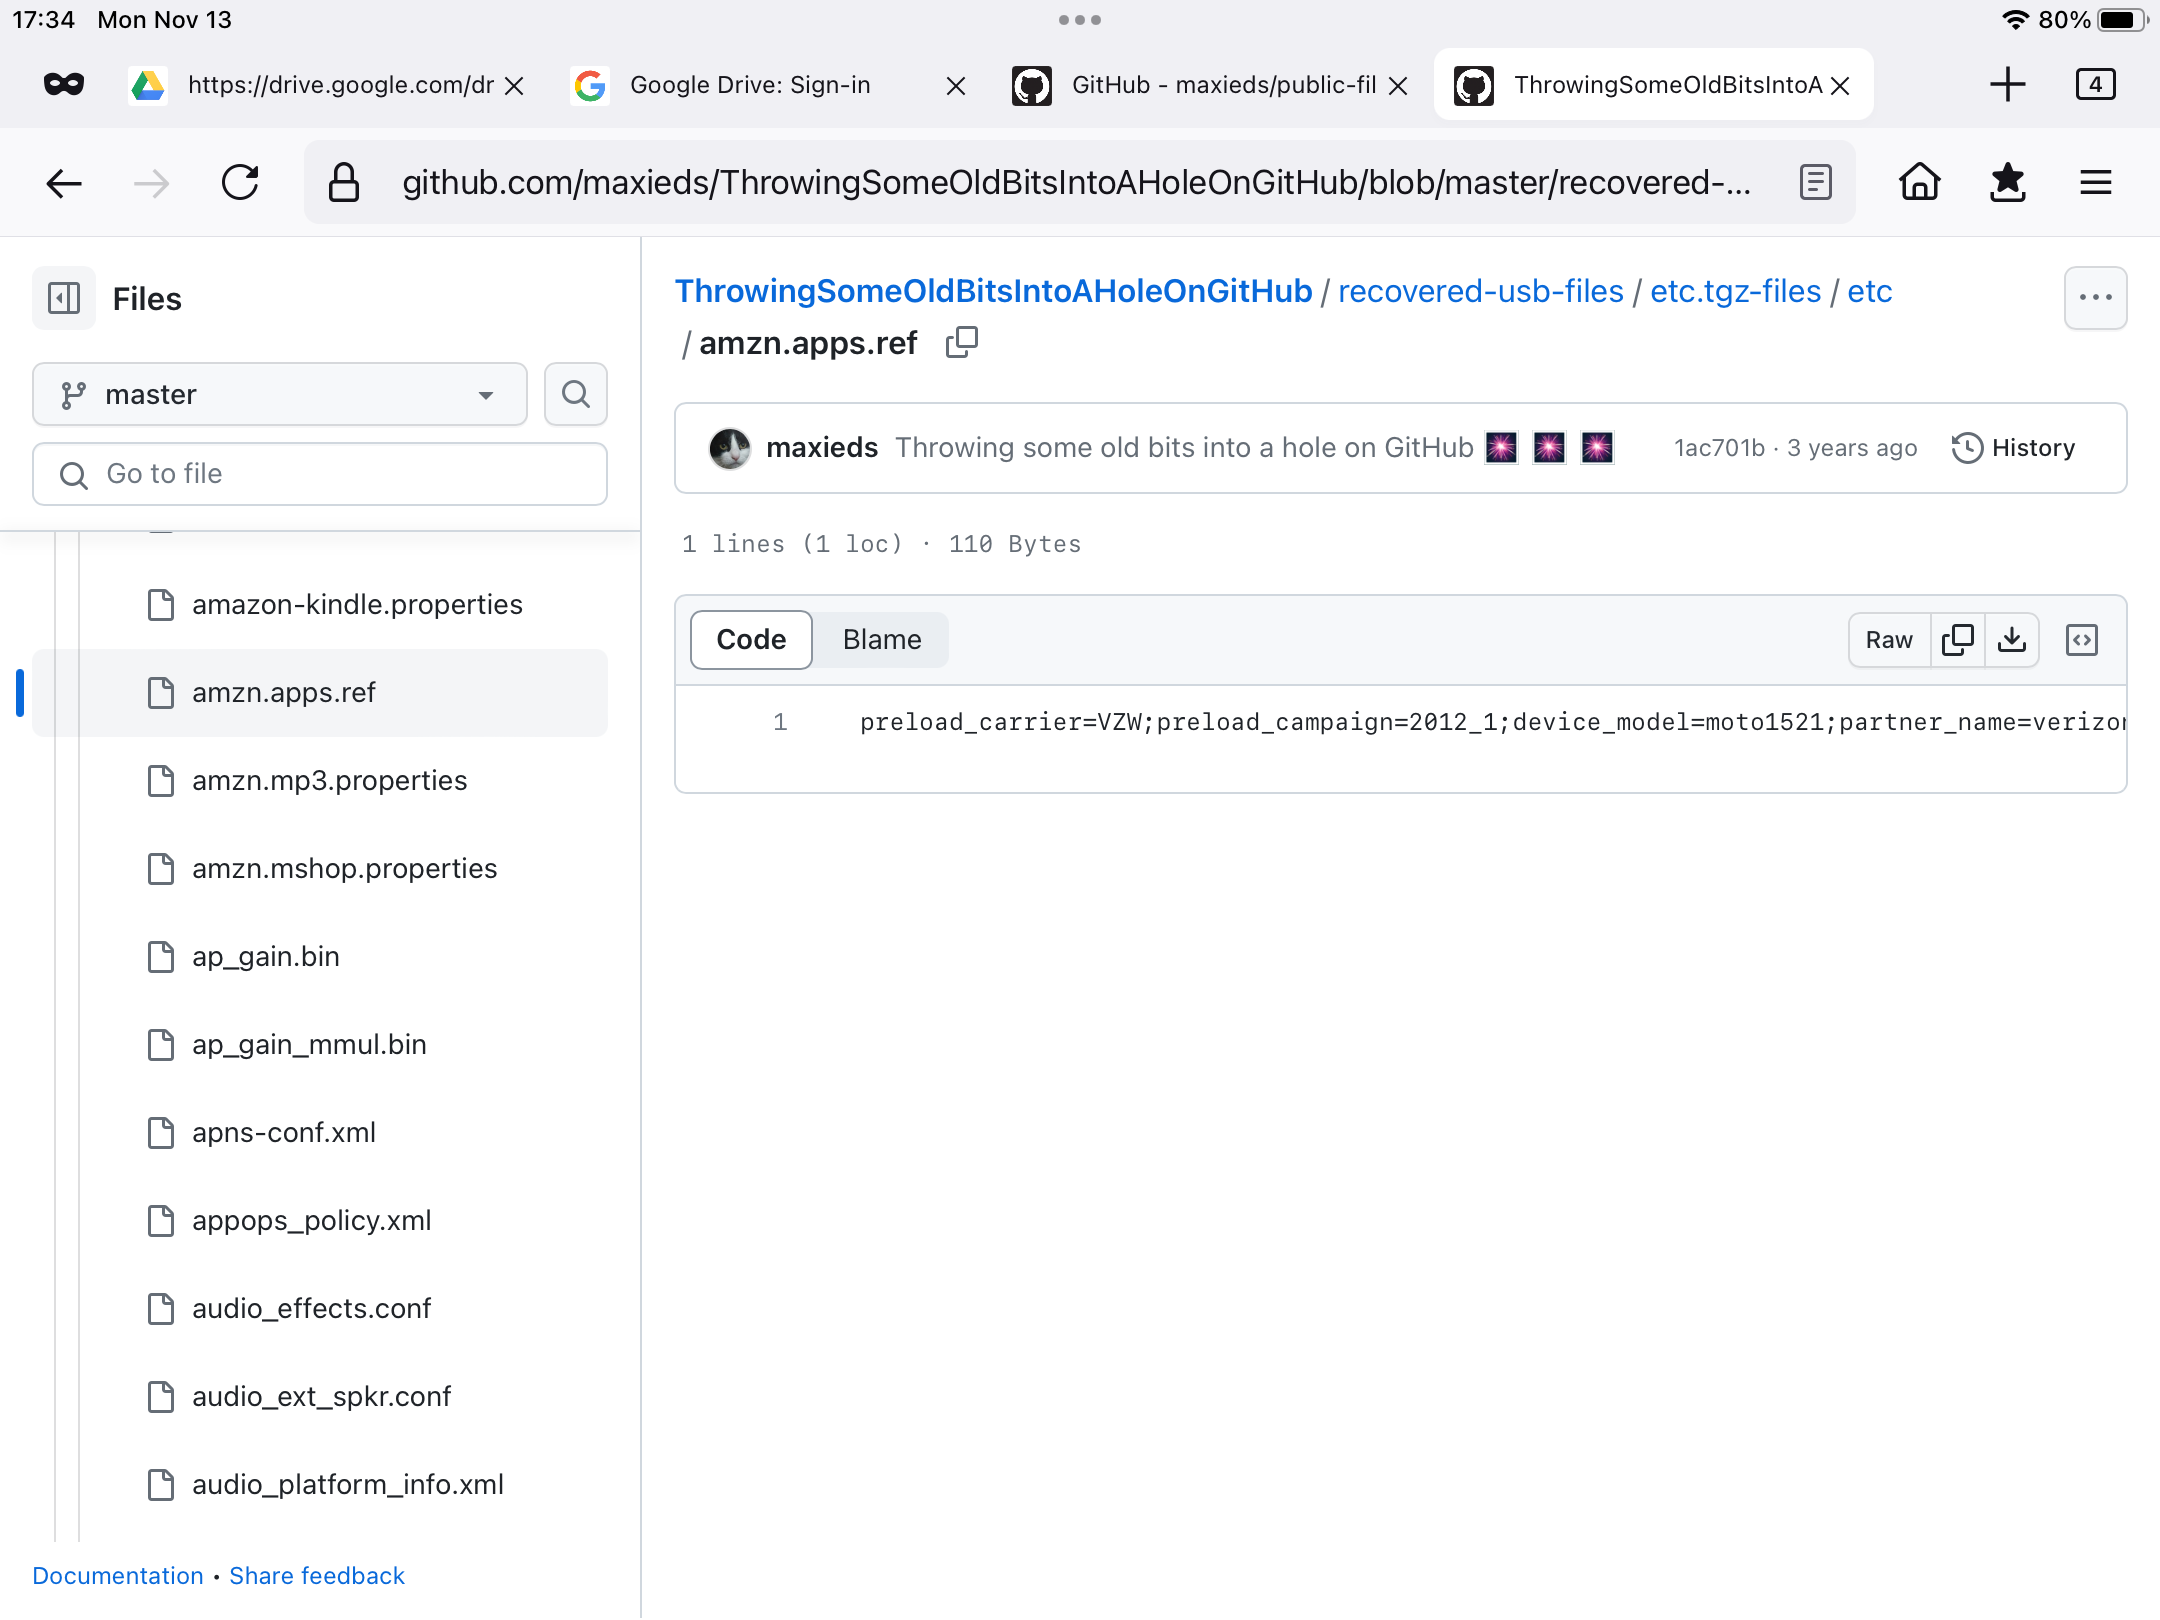 17:34 Mon Nov 13
80%
https://drive.google.com/dr
Google Drive: Sign-in
GitHub - maxieds/public-fil
ThrowingSomeOldBitsIntoA
4
github.com/maxieds/ThrowingSomeOldBitsIntoAHoleOnGitHub/blob/master/recovered-...
Files
master
Go to file
amazon-kindle.properties
amzn.apps.ref
amzn.mp3.properties
amzn.mshop.properties
ap_gain.bin
ap_gain_mmul.bin
apns-conf.xml
appops_policy.xml
audio_effects.conf
audio_ext_spkr.conf
audio_platform_info.xml
Documentation • Share feedback
ThrowingSomeOldBitsIntoAHoleOnGitHub / recovered-usb-files / etc.tgz-files / etc
/ amzn.apps.ref
maxieds Throwing some old bits into a hole on GitHub 🎆 🎆 🎆 1ac701b · 3 years ago History
1 lines (1 loc) · 110 Bytes
Code Blame Raw
1 preload_carrier=VZW;preload_campaign=2012_1;device_model=moto1521;partner_name=verizon